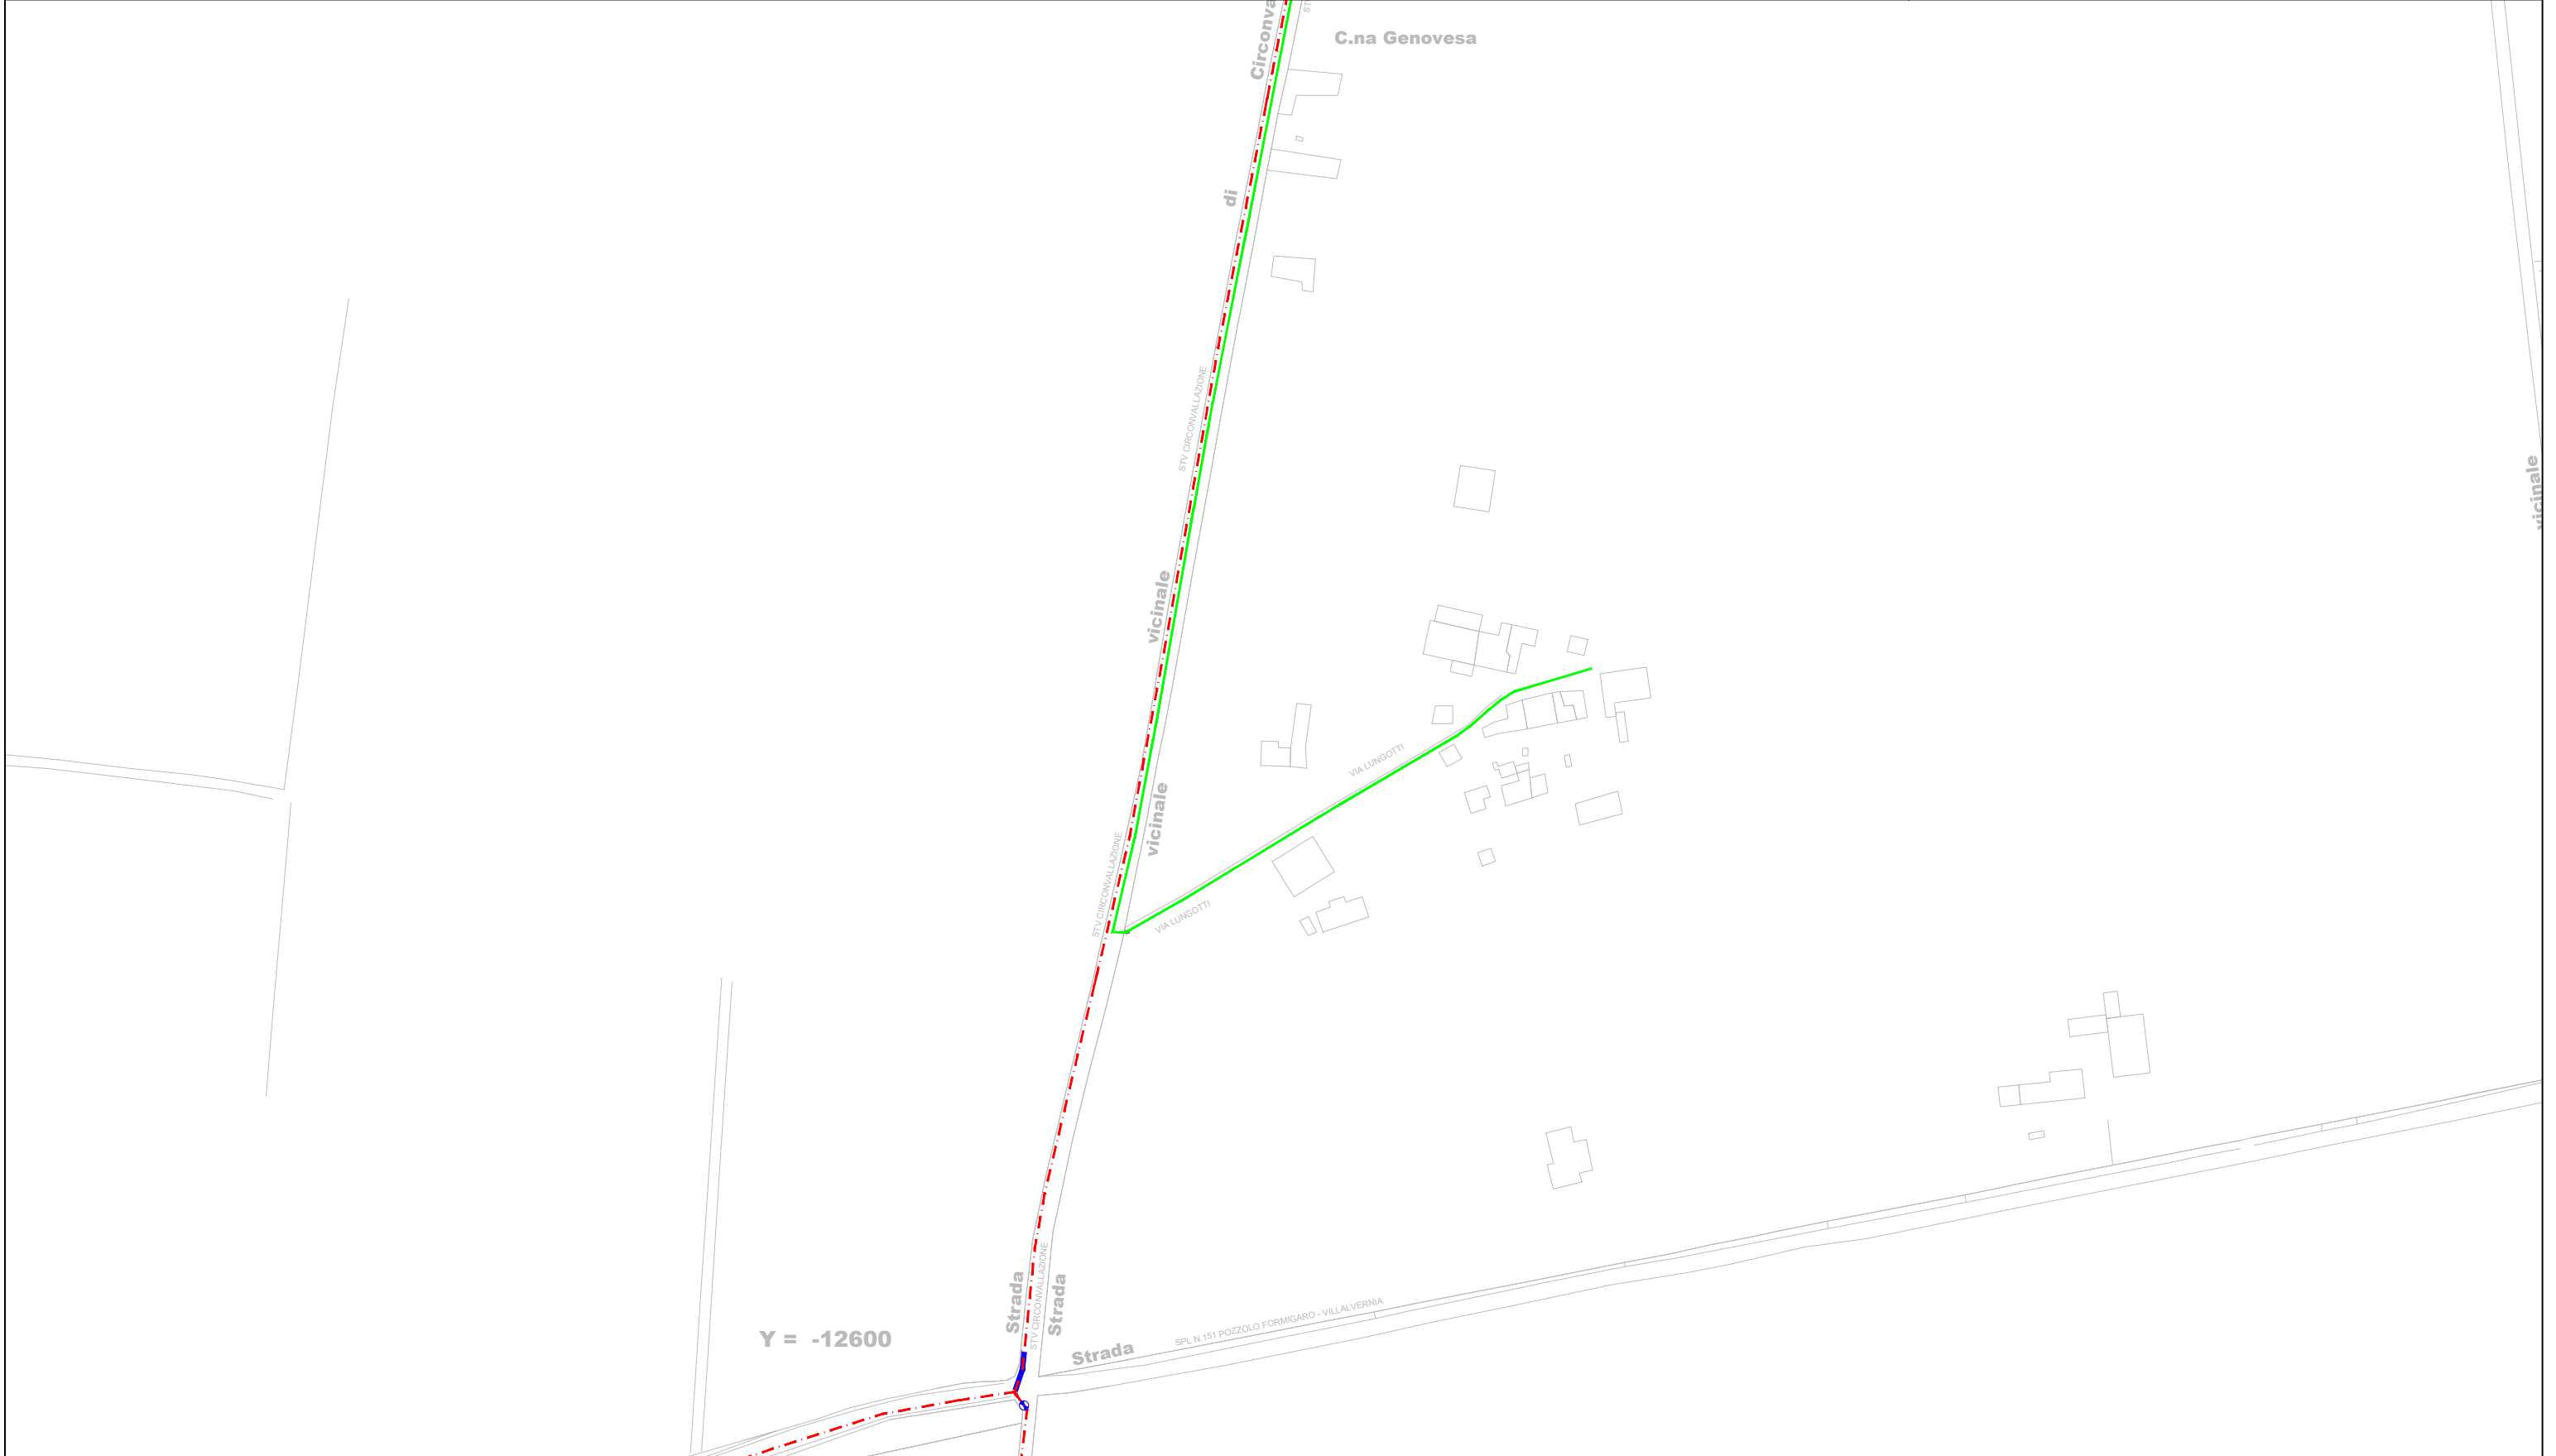 Circonva
ST
C.na Genovesa
di
STV CIRCONVALLAZIONE
vicinale
vicinale
VIA LUNGOTTI
vicinale
STV CIRCONVALLAZIONE
VIA LUNGOTTI
Strada
STV CIRCONVALLAZIONE
Strada
SPL N.151 POZZOLO FORMIGARO - VILLALVERNIA
Y = -12600
Strada